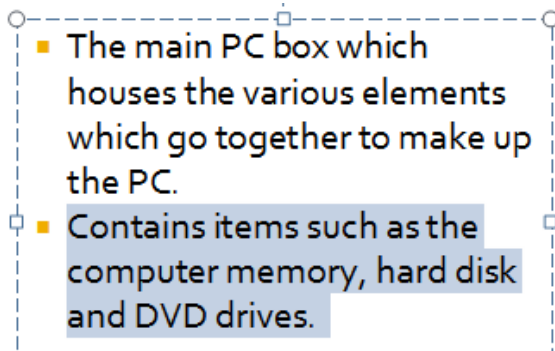 The main PC box which
houses the various elements
which go together to make up
the PC.
Contains items such as the
computer memory, hard disk
and DVD drives.